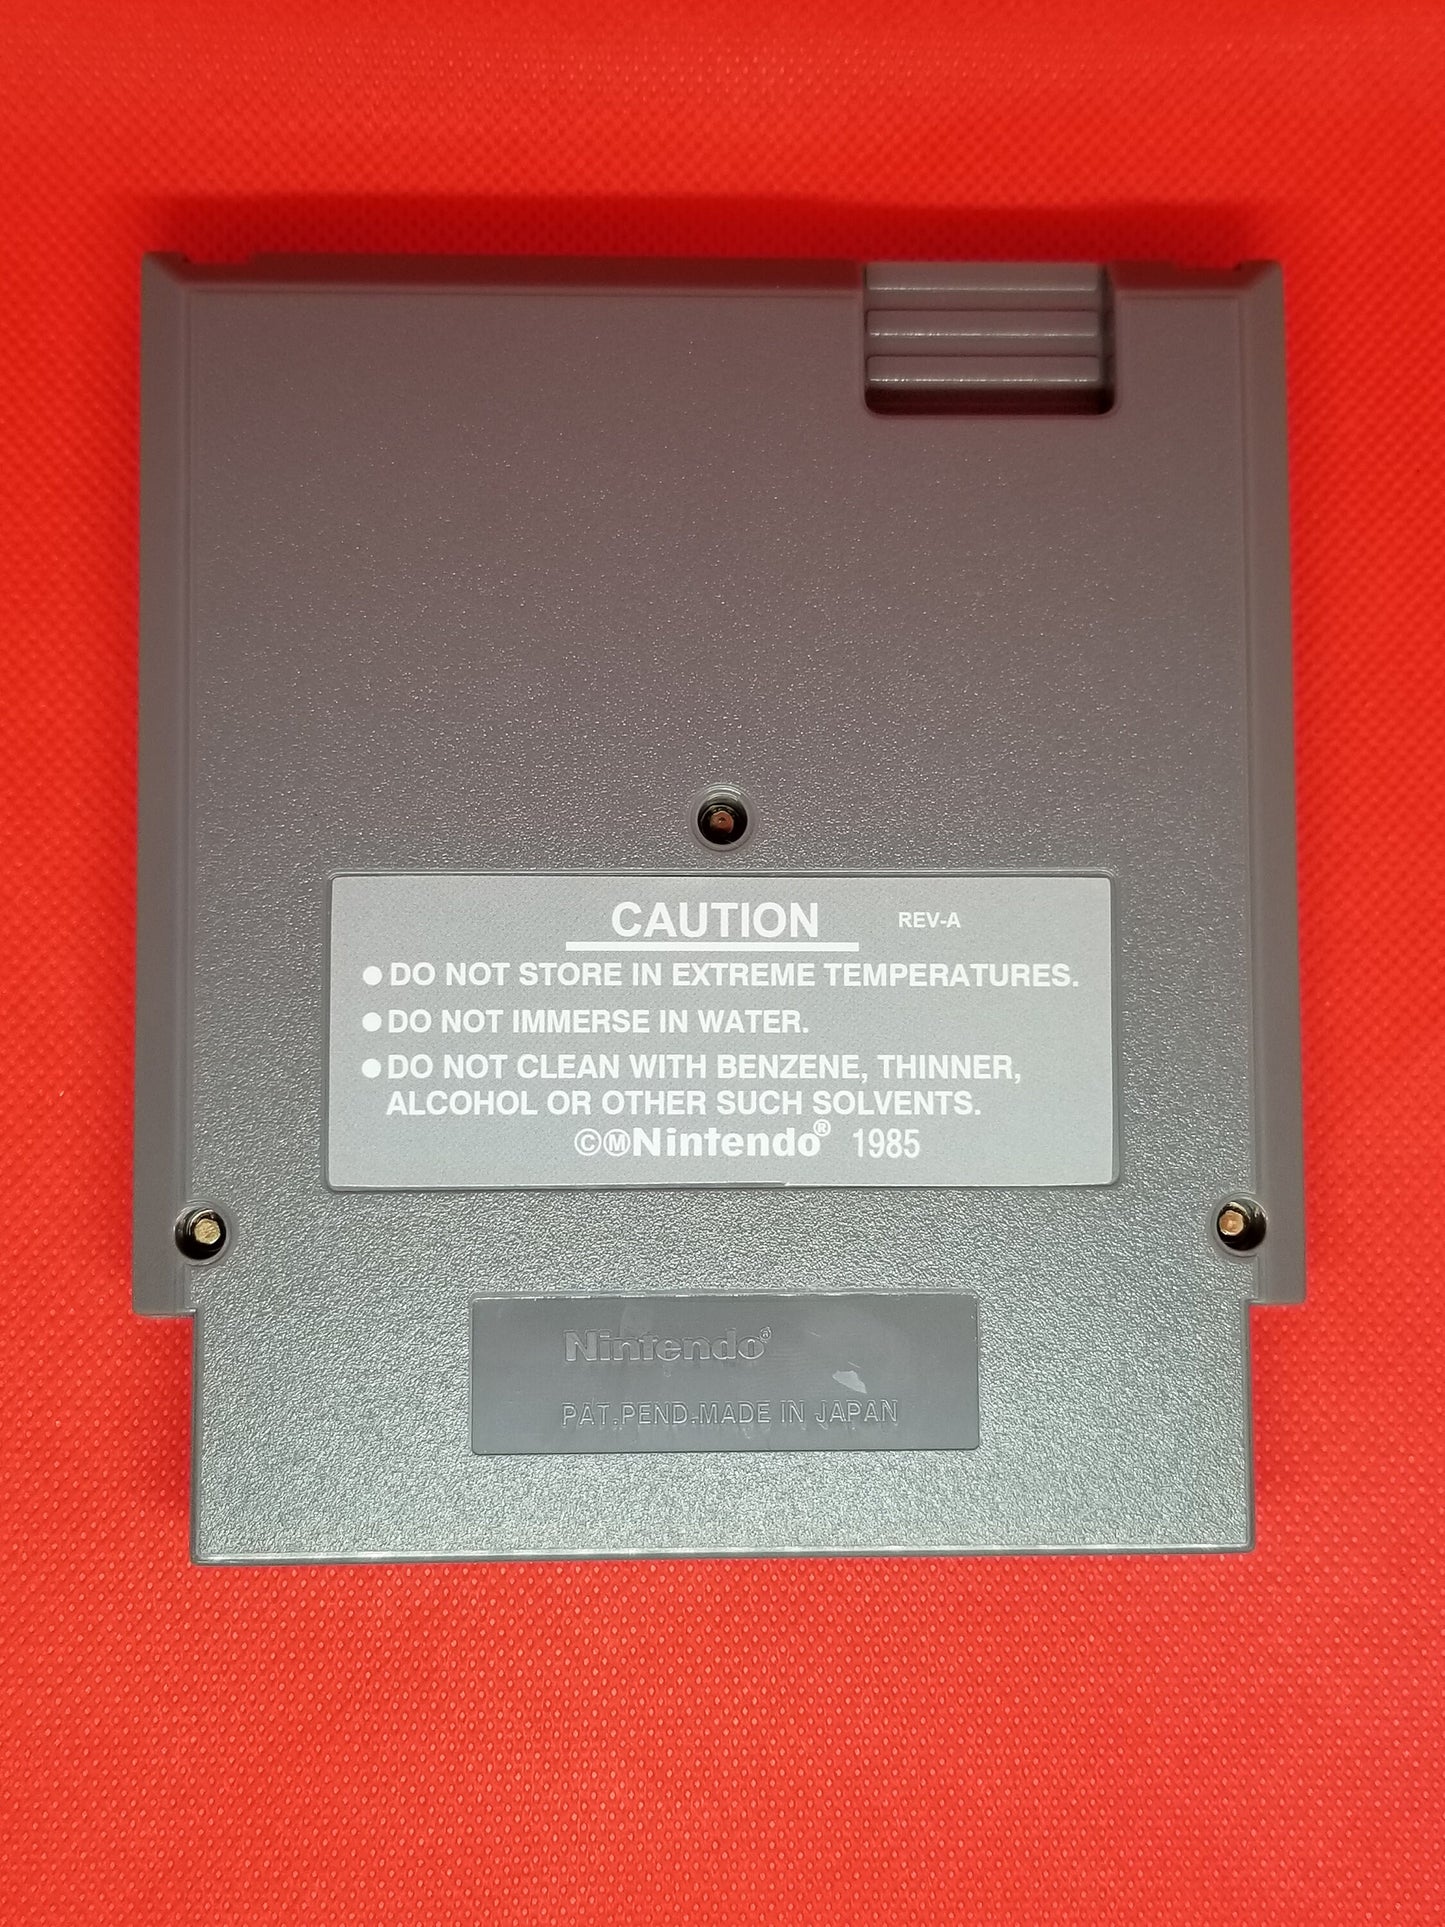 CAUTION REV-A
● DO NOT STORE IN EXTREME TEMPERATURES.
● DO NOT IMMERSE IN WATER.
● DO NOT CLEAN WITH BENZENE, THINNER,
ALCOHOL OR OTHER SUCH SOLVENTS.
©ⓂNintendo® 1985
Nintendo®
PAT.PEND.MADE IN JAPAN